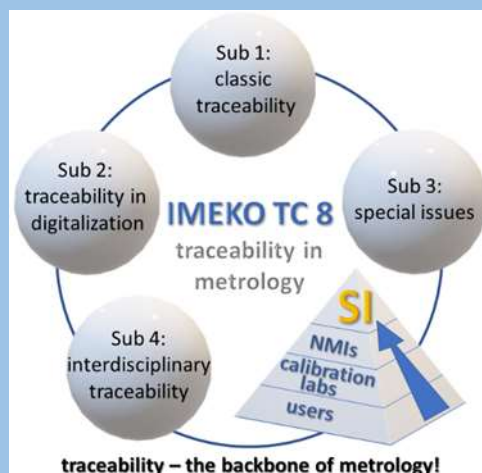 Sub 1:
classic
traceability
Sub 2:
traceability in
digitalization
IMEKO TC 8
traceability in
metrology
Sub 3:
special issues
Sub 4:
interdisciplinary
traceability
SI
NMIs
calibration
labs
users
traceability – the backbone of metrology!